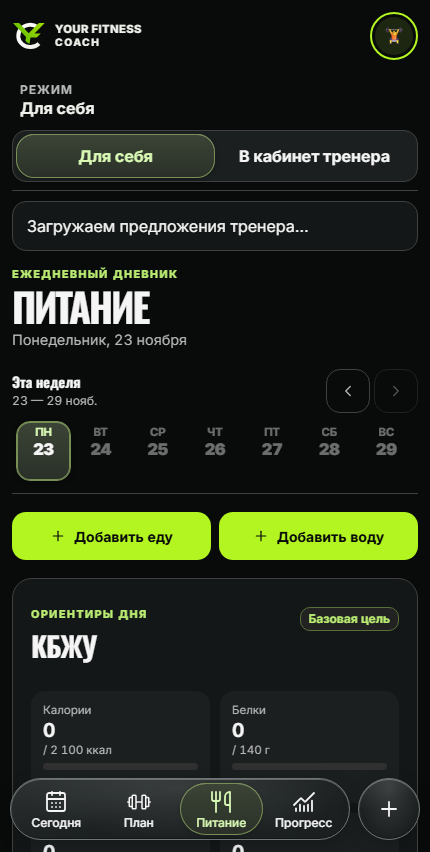 YOUR FITNESS
COACH
РЕЖИМ
Для себя
Для себя
В кабинет тренера
Загружаем предложения тренера...
ЕЖЕДНЕВНЫЙ ДНЕВНИК
ПИТАНИЕ
Понедельник, 23 ноября
Эта неделя
23 — 29 нояб.
ПН ВТ СР ЧТ ПТ СБ ВС
23 24 25 26 27 28 29
+ Добавить еду
+ Добавить воду
ОРИЕНТИРЫ ДНЯ
Базовая цель
КБЖУ
Калории
0
/ 2 100 ккал
Белки
0
/ 140 г
Сегодня
План
Питание
Прогресс
+